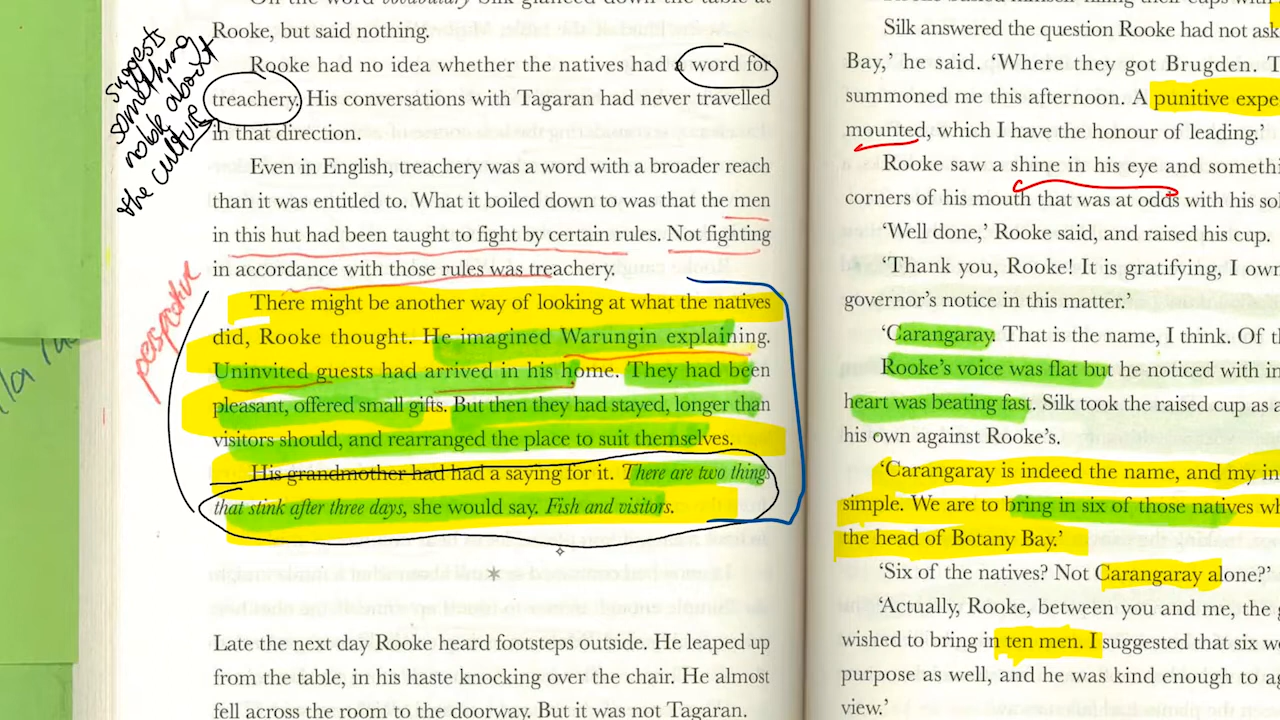 On the word vocabulary Silk glanced down the table at
Rooke, but said nothing.
Rooke had no idea whether the natives had a word for
treachery. His conversations with Tagaran had never travelled
in that direction.
Even in English, treachery was a word with a broader reach
than it was entitled to. What it boiled down to was that the men
in this hut had been taught to fight by certain rules. Not fighting
in accordance with those rules was treachery.
There might be another way of looking at what the natives
did, Rooke thought. He imagined Warungin explaining.
Uninvited guests had arrived in his home. They had been
pleasant, offered small gifts. But then they had stayed, longer than
visitors should, and rearranged the place to suit themselves.
His grandmother had had a saying for it. There are two things
that stink after three days, she would say. Fish and visitors.
Late the next day Rooke heard footsteps outside. He leaped up
from the table, in his haste knocking over the chair. He almost
fell across the room to the doorway. But it was not Tagaran.
suggests
something
noble about
the culture
perspective
Silk answered the question Rooke had not ask
Bay,’ he said. ‘Where they got Brugden. T
summoned me this afternoon. A punitive expe
mounted, which I have the honour of leading.’
Rooke saw a shine in his eye and somethi
corners of his mouth that was at odds with his sol
‘Well done,’ Rooke said, and raised his cup.
‘Thank you, Rooke! It is gratifying, I own
governor’s notice in this matter.’
‘Carangaray. That is the name, I think. Of th
Rooke’s voice was flat but he noticed with in
heart was beating fast. Silk took the raised cup as a
his own against Rooke’s.
‘Carangaray is indeed the name, and my in
simple. We are to bring in six of those natives wh
the head of Botany Bay.’
‘Six of the natives? Not Carangaray alone?’
‘Actually, Rooke, between you and me, the g
wished to bring in ten men. I suggested that six wo
purpose as well, and he was kind enough to ag
view.’